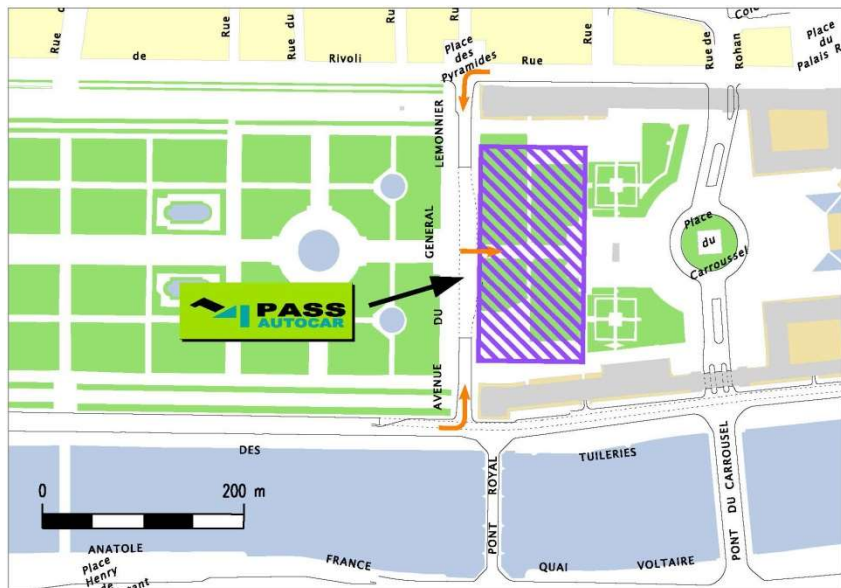 Rue
de
Rivoli
Rue du
Rue
Place
des
Pyramides
Rue
Rue
Rue de
Rohan
Place
du
Palais R
LEMONNIER
GENERAL
DU
AVENUE
Place
du
Carroussel
PASS
AUTOCAR
0 200 m
DES
TUILERIES
PONT ROYAL
PONT DU CARROUSEL
ANATOLE
FRANCE
QUAI
VOLTAIRE
Place
Henry